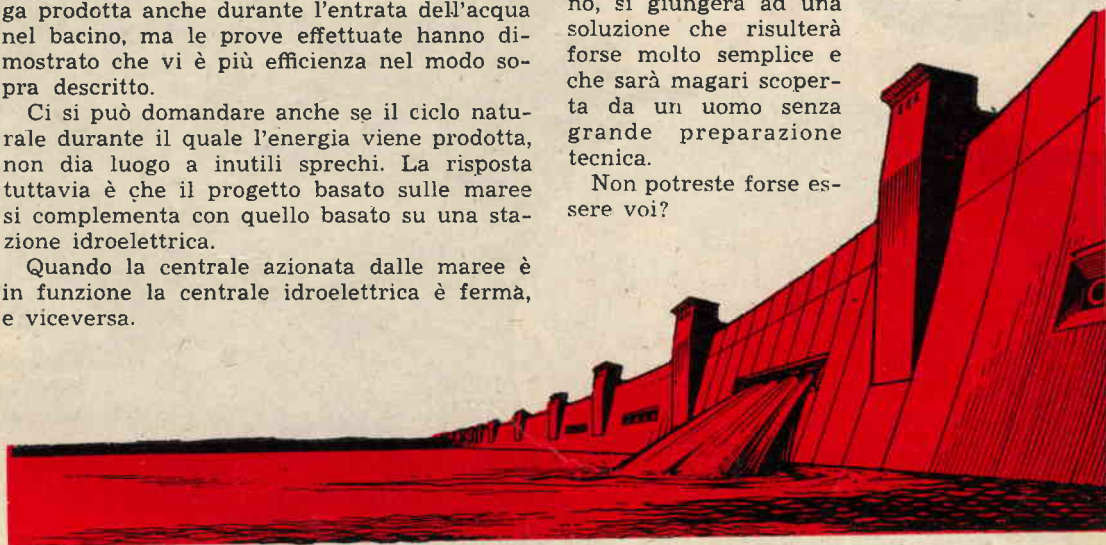 ga prodotta anche durante l'entrata dell'acqua
nel bacino, ma le prove effettuate hanno di-
mostrato che vi è più efficienza nel modo so-
pra descritto.
Ci si può domandare anche se il ciclo natu-
rale durante il quale l'energia viene prodotta,
non dia luogo a inutili sprechi. La risposta
tuttavia è che il progetto basato sulle maree
si complementa con quello basato su una sta-
zione idroelettrica.
Quando la centrale azionata dalle maree è
in funzione la centrale idroelettrica è ferma,
e viceversa.
no, si giungerà ad una
soluzione che risulterà
forse molto semplice e
che sarà magari scoper-
ta da un uomo senza
grande preparazione
tecnica.
Non potreste forse es-
sere voi?